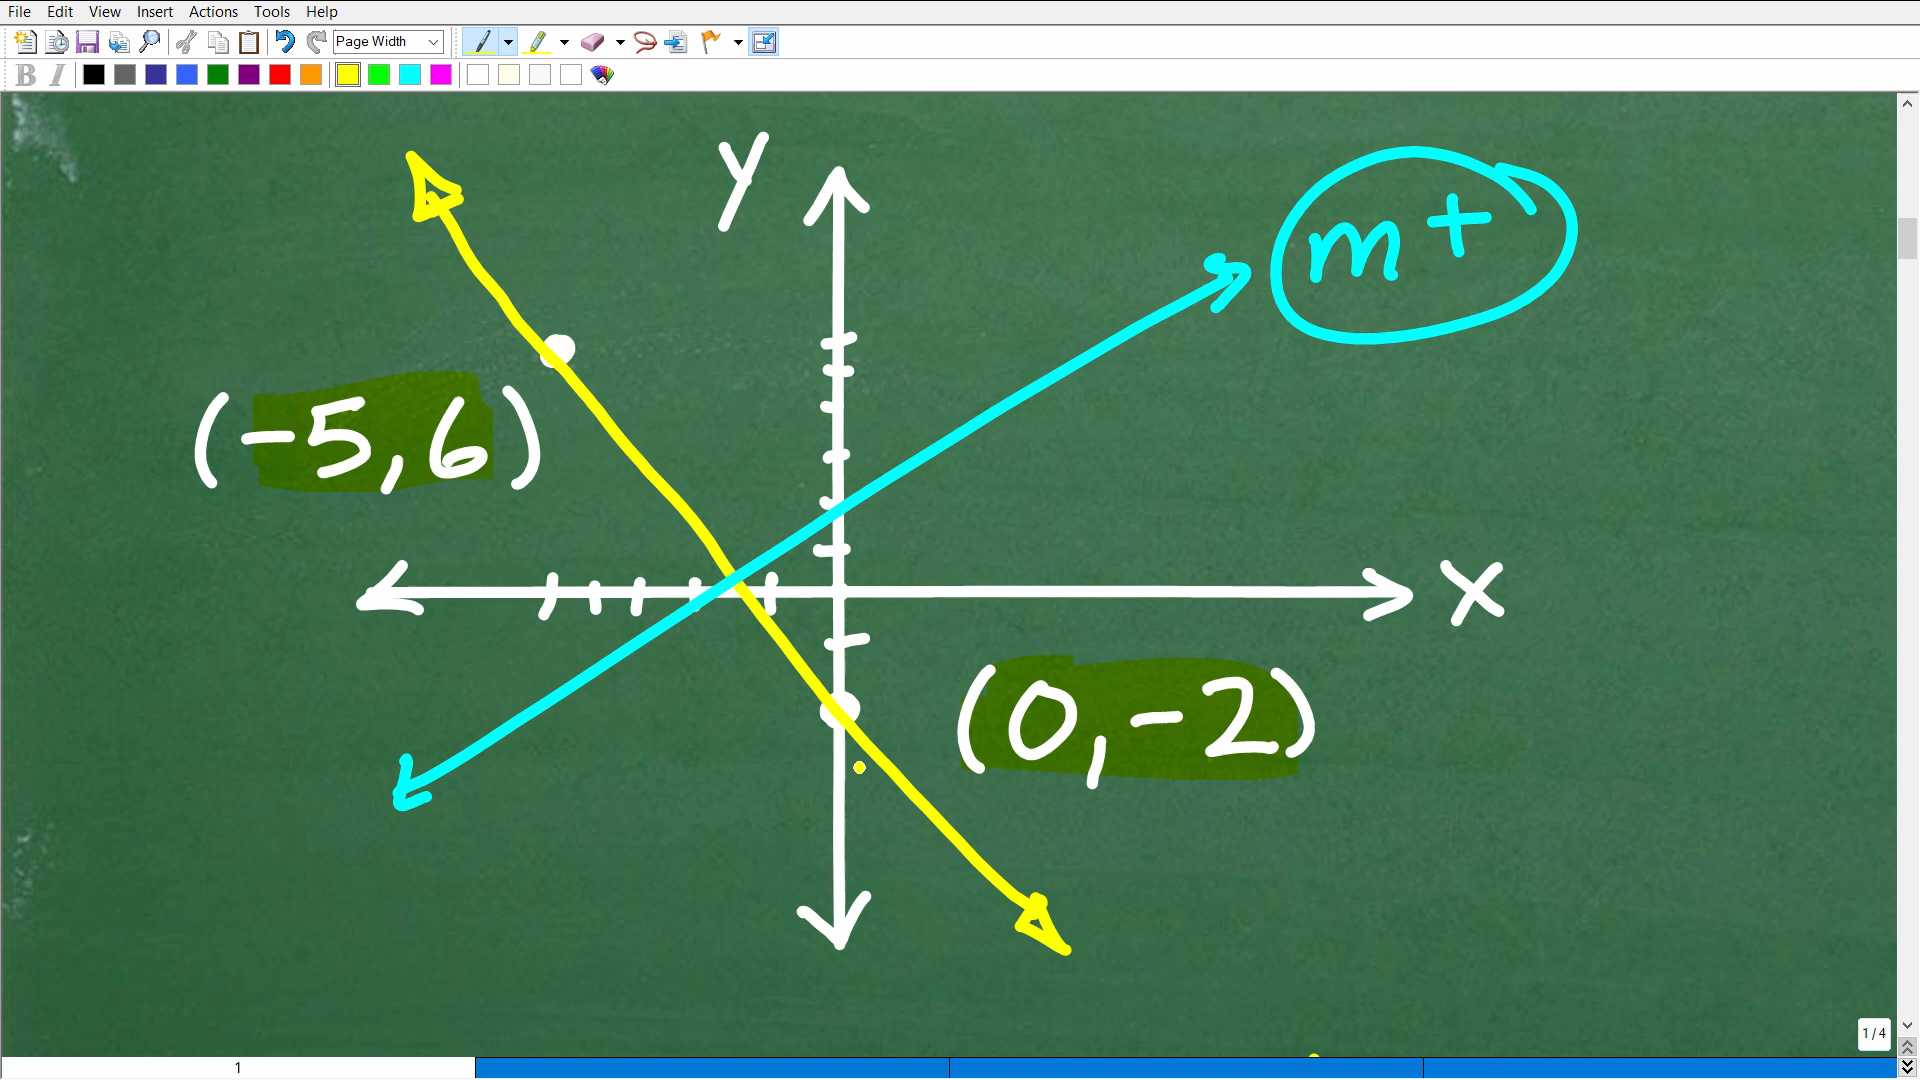 File Edit View Insert Actions Tools Help
Page Width
B I
y
m +
(-5,6)
x
(0,-2)
1 / 4
1